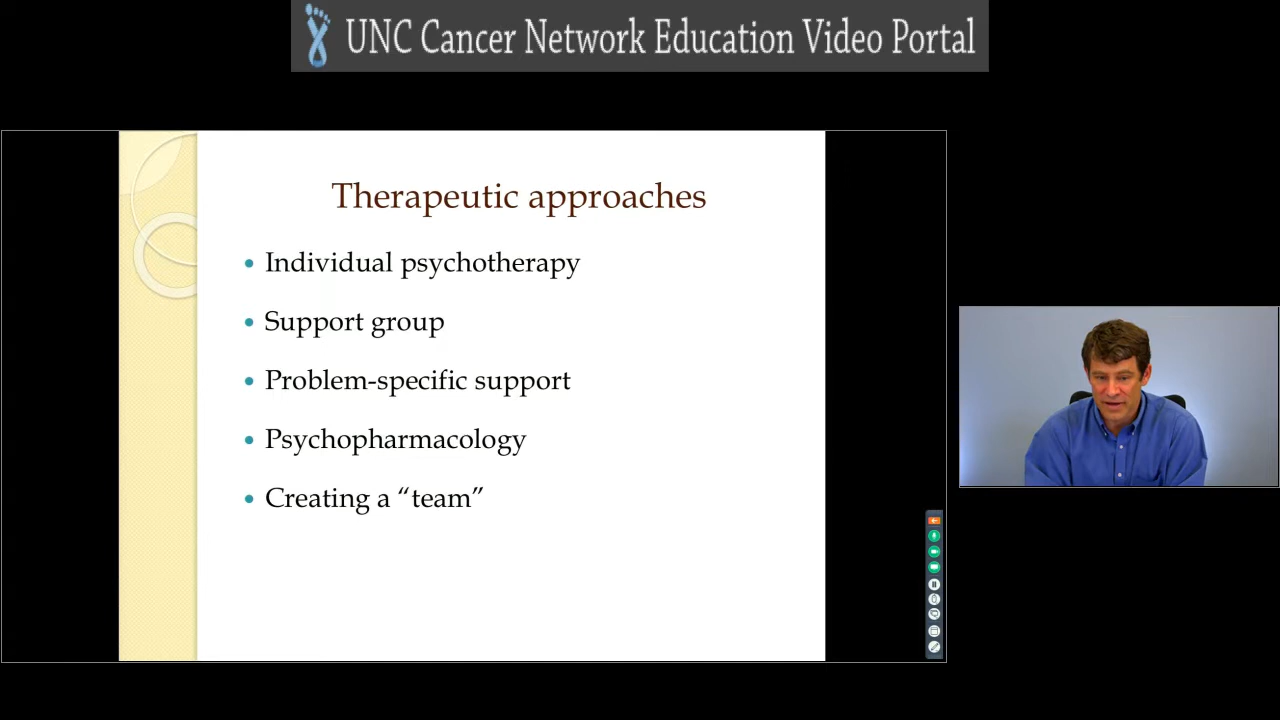 UNC Cancer Network Education Video Portal
Therapeutic approaches
Individual psychotherapy
Support group
Problem-specific support
Psychopharmacology
Creating a “team”